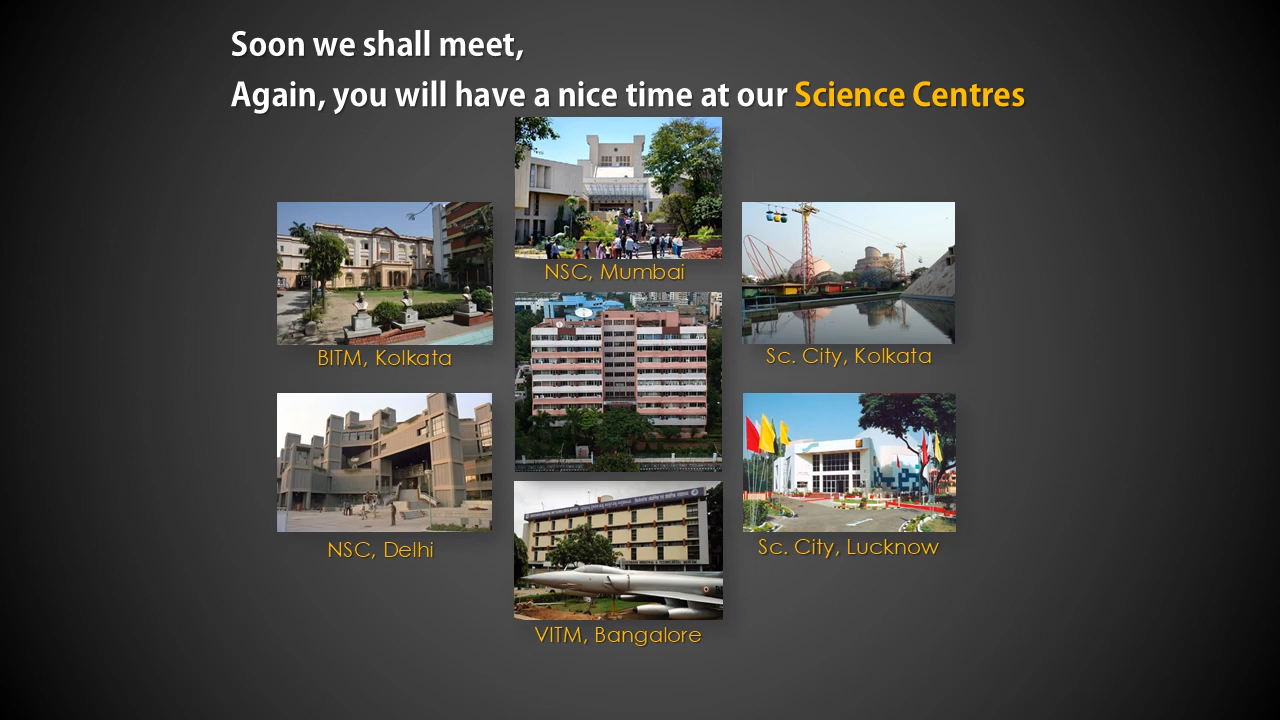 Soon we shall meet,
Again, you will have a nice time at our Science Centres
NSC, Mumbai
BITM, Kolkata
Sc. City, Kolkata
NSC, Delhi
Sc. City, Lucknow
VITM, Bangalore